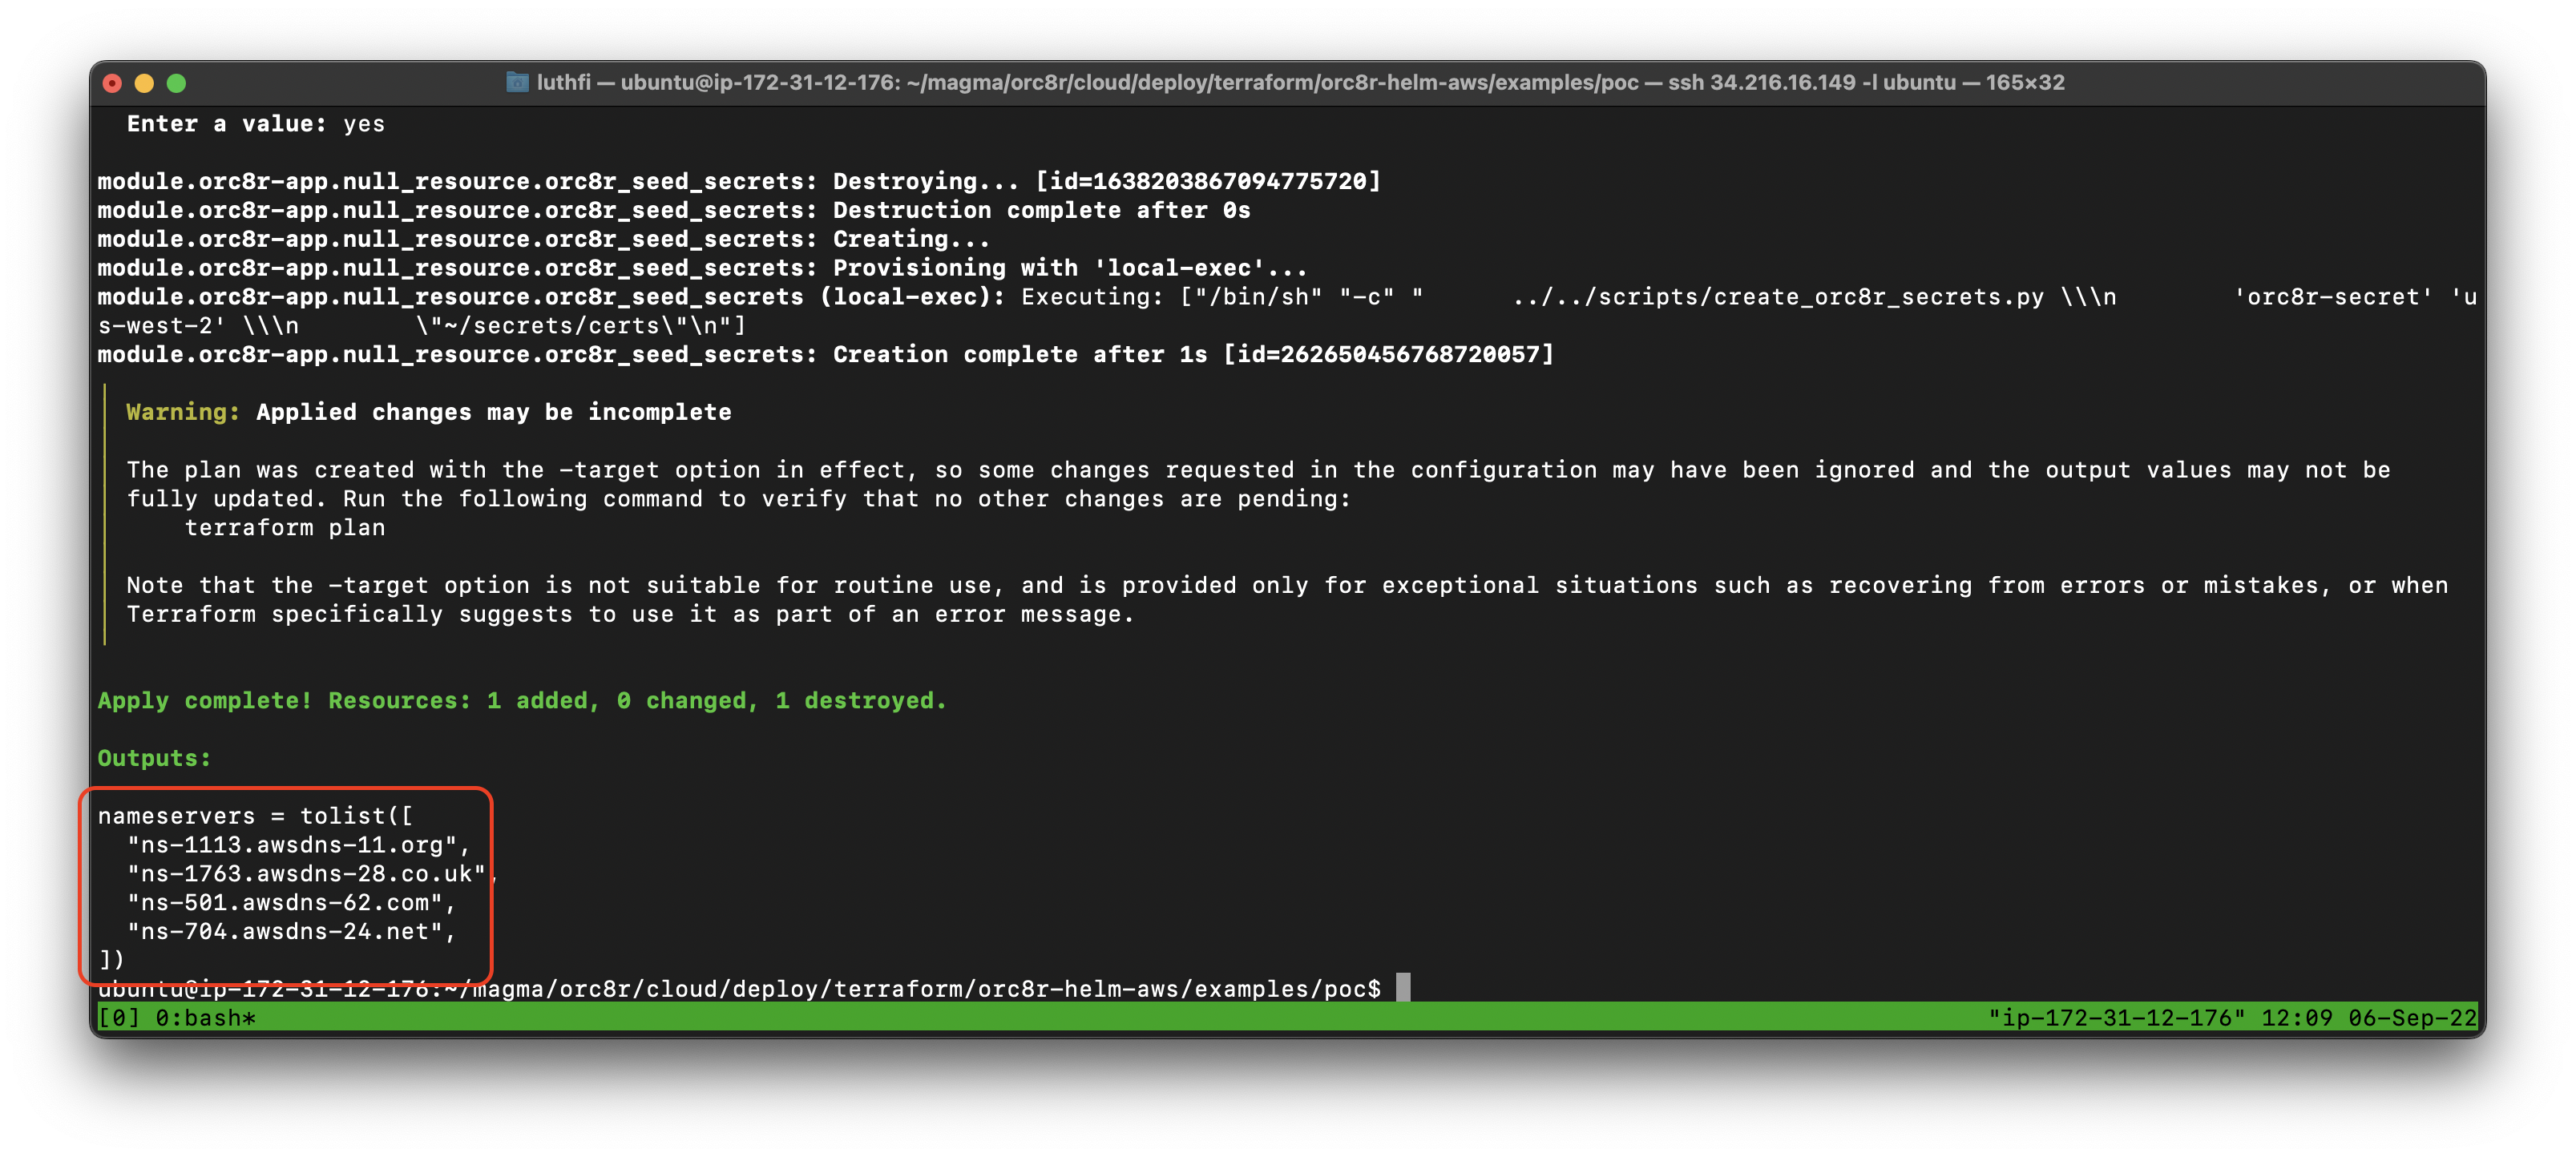 luthfi — ubuntu@ip-172-31-12-176: ~/magma/orc8r/cloud/deploy/terraform/orc8r-helm-aws/examples/poc — ssh 34.216.16.149 -l ubuntu — 165×32
Enter a value: yes
module.orc8r-app.null_resource.orc8r_seed_secrets: Destroying... [id=1638203867094775720]
module.orc8r-app.null_resource.orc8r_seed_secrets: Destruction complete after 0s
module.orc8r-app.null_resource.orc8r_seed_secrets: Creating...
module.orc8r-app.null_resource.orc8r_seed_secrets: Provisioning with 'local-exec'...
module.orc8r-app.null_resource.orc8r_seed_secrets (local-exec): Executing: ["/bin/sh" "-c" "      ../../scripts/create_orc8r_secrets.py \\\n        'orc8r-secret' 'u
s-west-2' \\\n        \"~/secrets/certs\"\n"]
module.orc8r-app.null_resource.orc8r_seed_secrets: Creation complete after 1s [id=262650456768720057]
Warning: Applied changes may be incomplete
The plan was created with the -target option in effect, so some changes requested in the configuration may have been ignored and the output values may not be
fully updated. Run the following command to verify that no other changes are pending:
terraform plan
Note that the -target option is not suitable for routine use, and is provided only for exceptional situations such as recovering from errors or mistakes, or when
Terraform specifically suggests to use it as part of an error message.
Apply complete! Resources: 1 added, 0 changed, 1 destroyed.
Outputs:
nameservers = tolist([
"ns-1113.awsdns-11.org",
"ns-1763.awsdns-28.co.uk",
"ns-501.awsdns-62.com",
"ns-704.awsdns-24.net",
])
ubuntu@ip-172-31-12-176:~/magma/orc8r/cloud/deploy/terraform/orc8r-helm-aws/examples/poc$
[0] 0:bash* "ip-172-31-12-176" 12:09 06-Sep-22